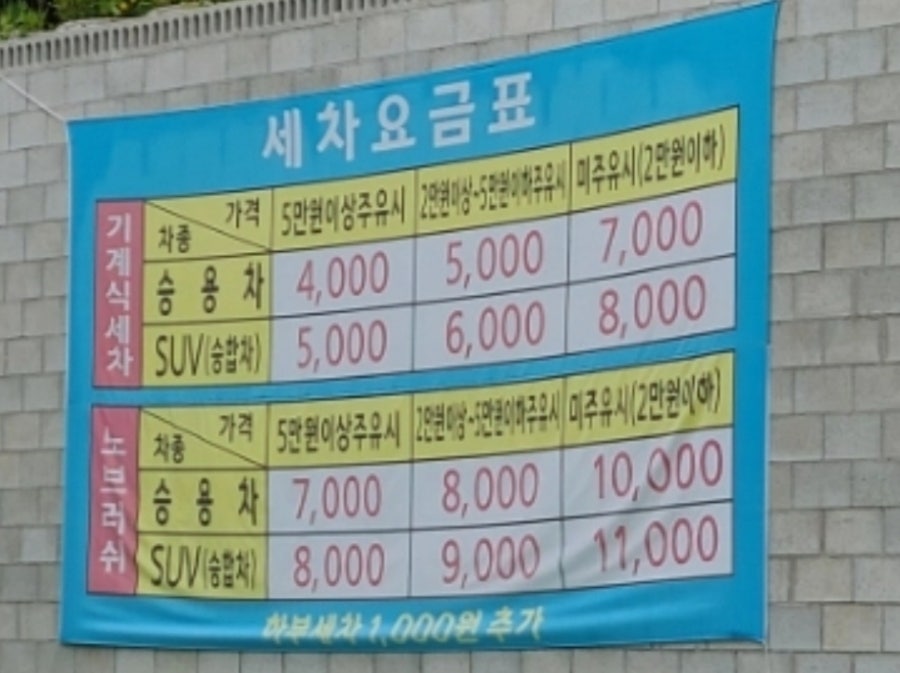 세차요금표
기계식세차
가격
차종
5만원이상주유시 2만원이상~5만원이하주유시 미주유시(2만원이하)
승용차 4,000 5,000 7,000
SUV(승합차) 5,000 6,000 8,000
노브러쉬
가격
차종
5만원이상주유시 2만원이상~5만원이하주유시 미주유시(2만원이하)
승용차 7,000 8,000 10,000
SUV(승합차) 8,000 9,000 11,000
하부세차 1,000원 추가